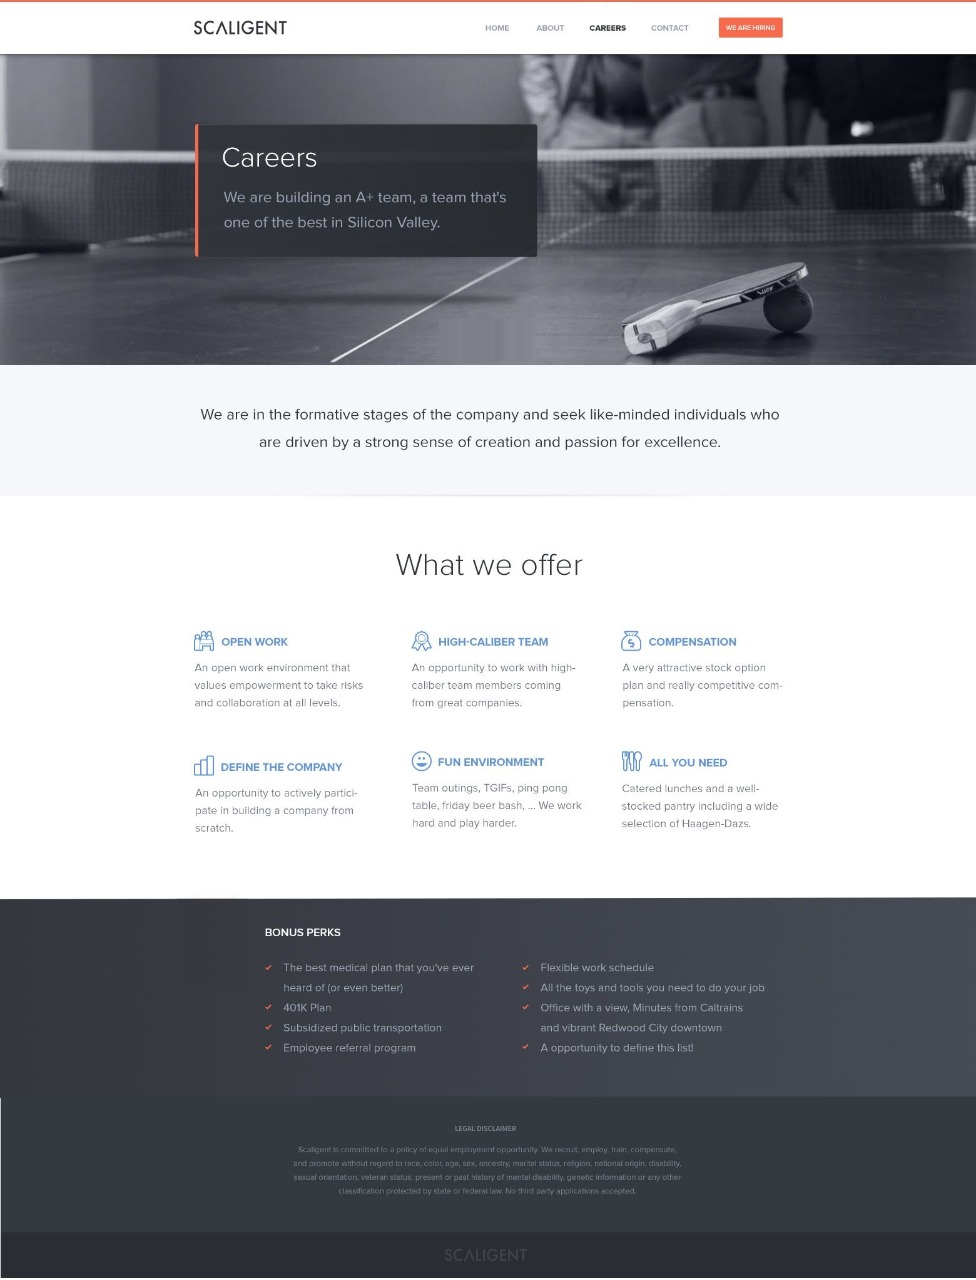 SCALIGENT
HOME ABOUT CAREERS CONTACT WE ARE HIRING
Careers
We are building an A+ team, a team that's
one of the best in Silicon Valley.
We are in the formative stages of the company and seek like-minded individuals who
are driven by a strong sense of creation and passion for excellence.
What we offer
OPEN WORK
An open work environment that
values empowerment to take risks
and collaboration at all levels.
HIGH-CALIBER TEAM
An opportunity to work with high-
caliber team members coming
from great companies.
COMPENSATION
A very attractive stock option
plan and really competitive com-
pensation.
DEFINE THE COMPANY
An opportunity to actively partici-
pate in building a company from
scratch.
FUN ENVIRONMENT
Team outings, TGIFs, ping pong
table, friday beer bash, ... We work
hard and play harder.
ALL YOU NEED
Catered lunches and a well-
stocked pantry including a wide
selection of Haagen-Dazs.
BONUS PERKS
The best medical plan that you've ever
heard of (or even better)
401K Plan
Subsidized public transportation
Employee referral program
Flexible work schedule
All the toys and tools you need to do your job
Office with a view, Minutes from Caltrains
and vibrant Redwood City downtown
A opportunity to define this list!
LEGAL DISCLAIMER
Scaligent is committed to a policy of equal employment opportunity. We recruit, employ, train, compensate,
and promote without regard to race, color, age, sex, ancestry, marital status, religion, national origin, disability,
sexual orientation, veteran status, present or past history of mental disability, genetic information or any other
classification protected by state or federal law. No third party applications accepted.
SCALIGENT